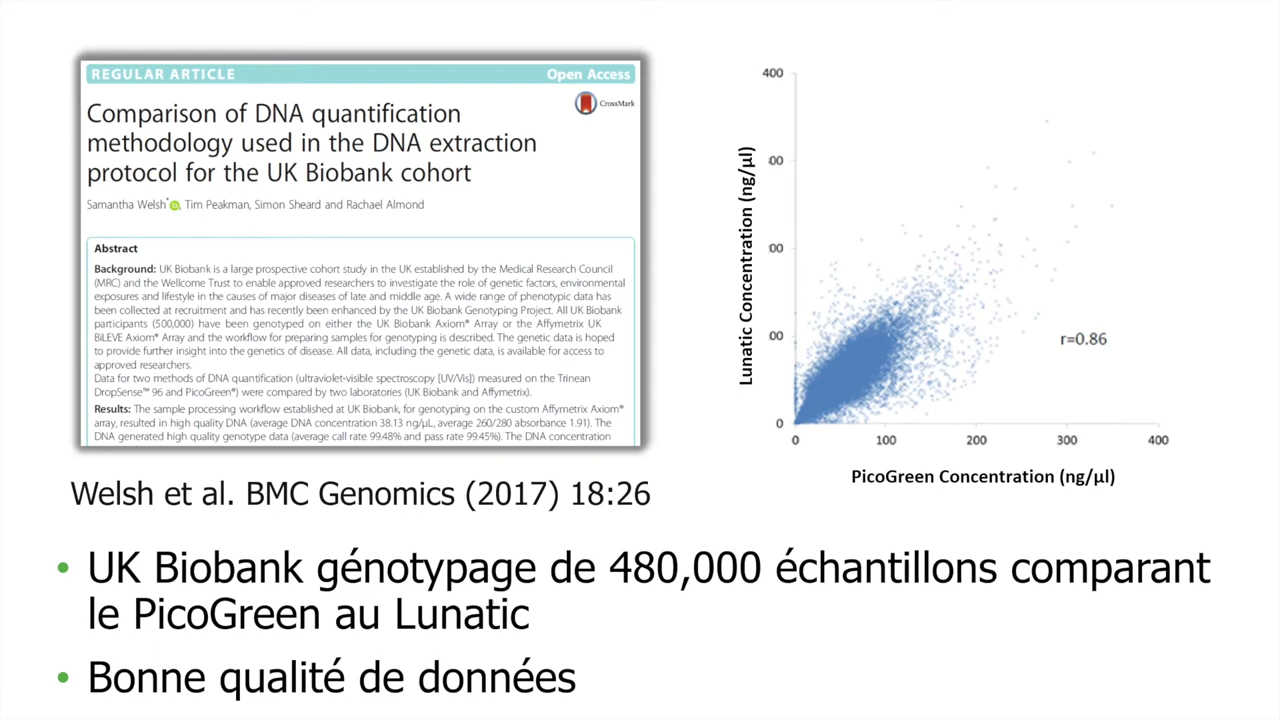 REGULAR ARTICLE
Open Access
CrossMark
Comparison of DNA quantification
methodology used in the DNA extraction
protocol for the UK Biobank cohort
Samantha Welsh*, Tim Peakman, Simon Sheard and Rachael Almond
Abstract
Background: UK Biobank is a large prospective cohort study in the UK established by the Medical Research Council
(MRC) and the Wellcome Trust to enable approved researchers to investigate the role of genetic factors, environmental
exposures and lifestyle in the causes of major diseases of late and middle age. A wide range of phenotypic data has
been collected at recruitment and has recently been enhanced by the UK Biobank Genotyping Project. All UK Biobank
participants (500,000) have been genotyped on either the UK Biobank Axiom® Array or the Affymetrix UK
BiLEVE Axiom® Array and the workflow for preparing samples for genotyping is described. The genetic data is hoped
to provide further insight into the genetics of disease. All data, including the genetic data, is available for access to
approved researchers.
Data for two methods of DNA quantification (ultraviolet-visible spectroscopy [UV/Vis]) measured on the Trinean
DropSense™ 96 and PicoGreen®) were compared by two laboratories (UK Biobank and Affymetrix).
Results: The sample processing workflow established at UK Biobank, for genotyping on the custom Affymetrix Axiom®
array, resulted in high quality DNA (average DNA concentration 38.13 ng/μL, average 260/280 absorbance 1.91). The
DNA generated high quality genotype data (average call rate 99.48% and pass rate 99.45%). The DNA concentration
Welsh et al. BMC Genomics (2017) 18:26
Lunatic Concentration (ng/µl)
400
00
00
00
0
r=0.86
0 100 200 300 400
PicoGreen Concentration (ng/µl)
• UK Biobank génotypage de 480,000 échantillons comparant
le PicoGreen au Lunatic
• Bonne qualité de données